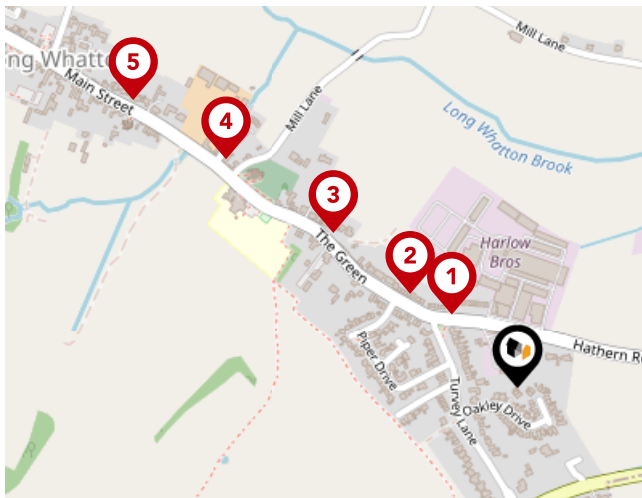 Mill Lane
5
ng Whatto
Main Street
4
Mill Lane
Long Whatton Brook
3
The Green
Harlow
Bros
2
1
Hathern R
Piper Drive
Turvey Lane
Oakley Drive